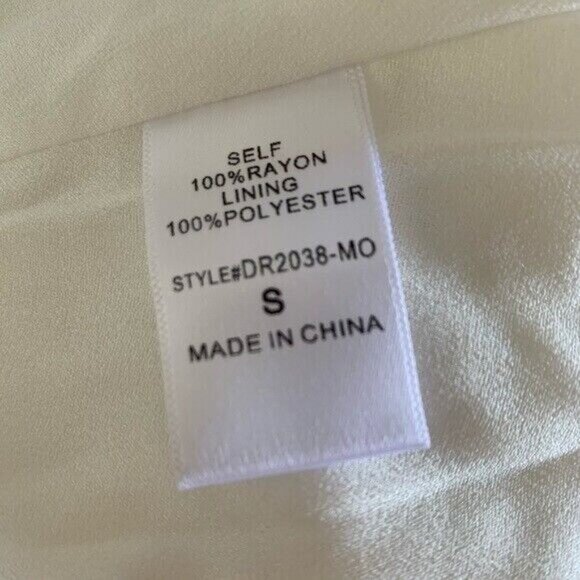 SELF
100%RAYON
LINING
100%POLYESTER
STYLE#DR2038-MO
S
MADE IN CHINA